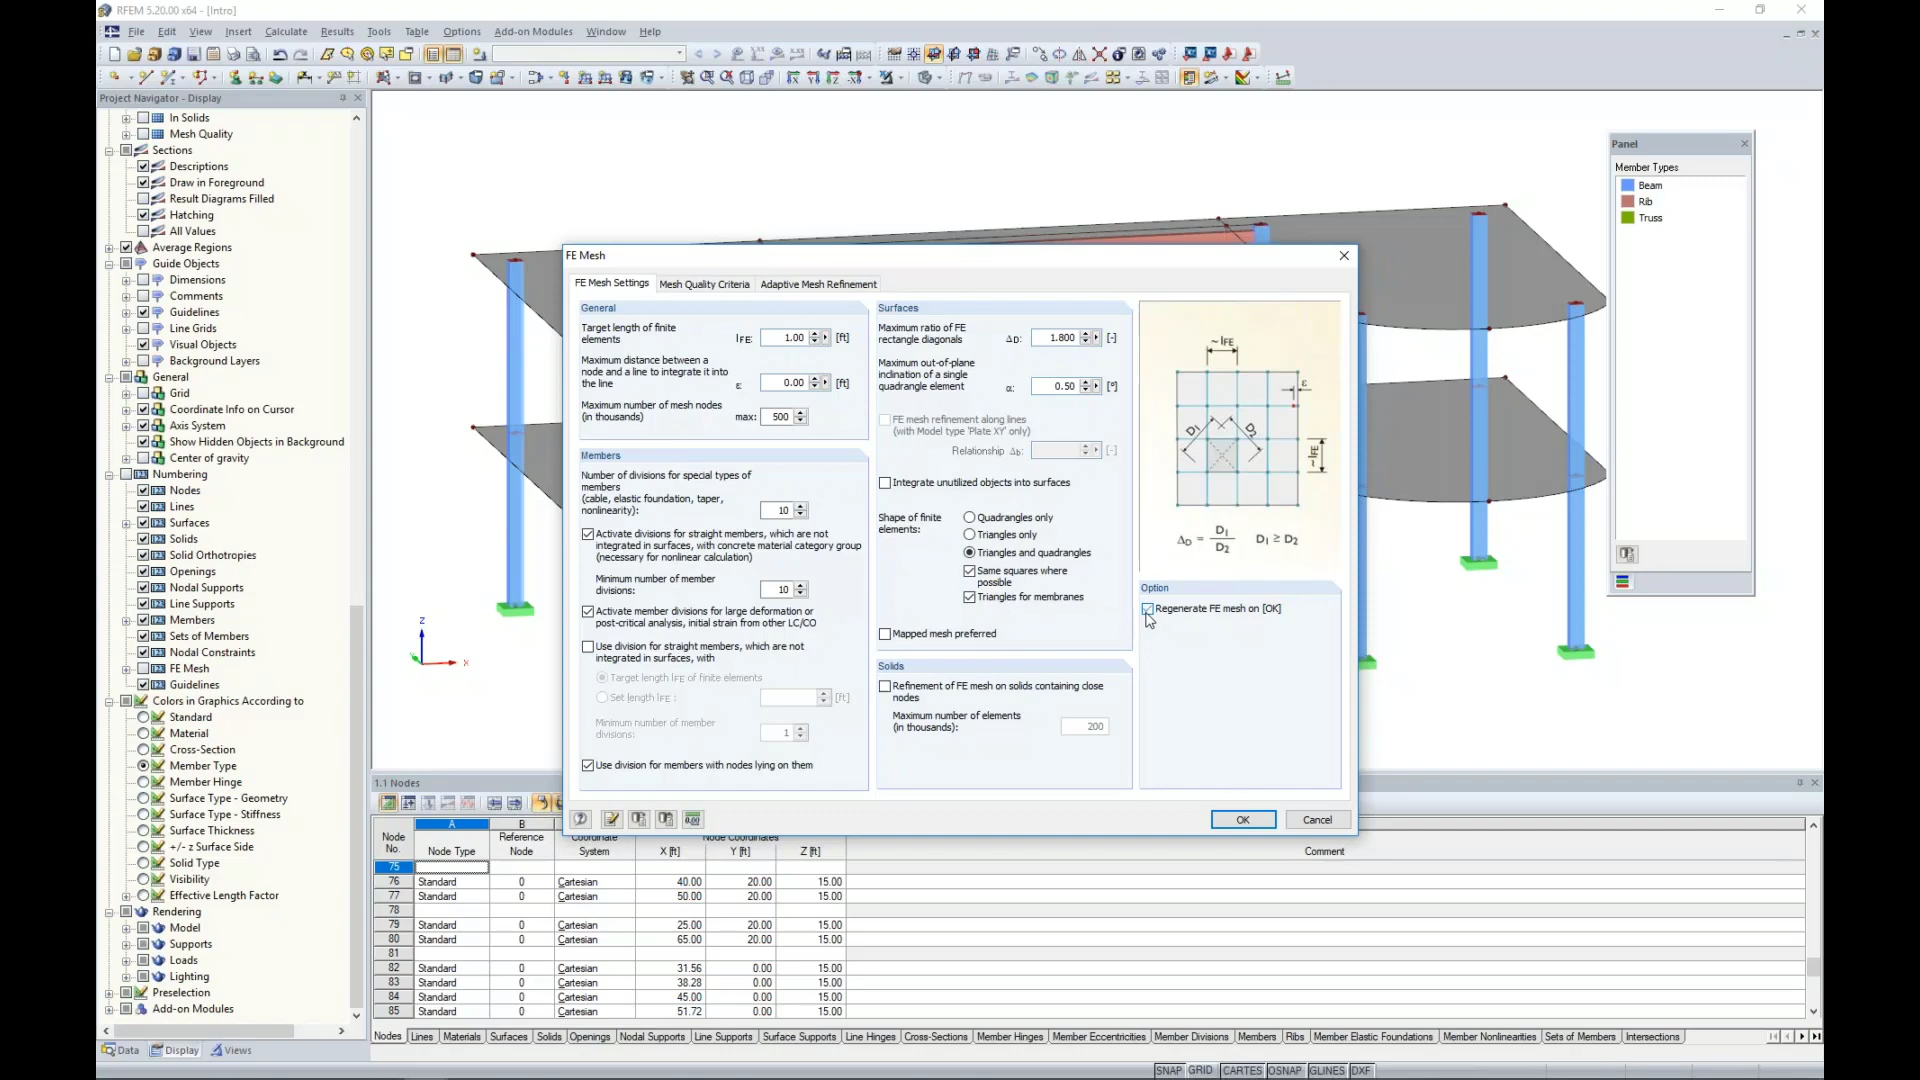 RFEM 5.20.00 x64 - [Intro]
File Edit View Insert Calculate Results Tools Table Options Add-on Modules Window Help
Project Navigator - Display
In Solids
Mesh Quality
Sections
Descriptions
Draw in Foreground
Result Diagrams Filled
Hatching
All Values
Average Regions
Guide Objects
Dimensions
Comments
Guidelines
Line Grids
Visual Objects
Background Layers
General
Grid
Coordinate Info on Cursor
Axis System
Show Hidden Objects in Background
Center of gravity
Numbering
Nodes
Lines
Surfaces
Solids
Solid Orthotropies
Openings
Nodal Supports
Line Supports
Members
Sets of Members
Nodal Constraints
FE Mesh
Guidelines
Colors in Graphics According to
Standard
Material
Cross-Section
Member Type
Member Hinge
Surface Type - Geometry
Surface Type - Stiffness
Surface Thickness
+/- z Surface Side
Solid Type
Visibility
Effective Length Factor
Rendering
Model
Supports
Loads
Lighting
Preselection
Add-on Modules
Data Display Views
Z
X
Panel
Member Types
Beam
Rib
Truss
FE Mesh
FE Mesh Settings Mesh Quality Criteria Adaptive Mesh Refinement
General
Target length of finite
elements lFE: 1.00 [ft]
Maximum distance between a
node and a line to integrate it into
the line ε: 0.00 [ft]
Maximum number of mesh nodes
(in thousands) max: 500
Members
Number of divisions for special types of
members
(cable, elastic foundation, taper,
nonlinearity): 10
Activate divisions for straight members, which are not
integrated in surfaces, with concrete material category group
(necessary for nonlinear calculation)
Minimum number of member
divisions: 10
Activate member divisions for large deformation or
post-critical analysis, initial strain from other LC/CO
Use division for straight members, which are not
integrated in surfaces, with
Target length lFE of finite elements
Set length lFE : [ft]
Minimum number of member
divisions: 1
Use division for members with nodes lying on them
Surfaces
Maximum ratio of FE
rectangle diagonals ΔD: 1.800 [-]
Maximum out-of-plane
inclination of a single
quadrangle element α: 0.50 [°]
FE mesh refinement along lines
(with Model type 'Plate XY' only)
Relationship Δb: [-]
Integrate unutilized objects into surfaces
Shape of finite
elements:
Quadrangles only
Triangles only
Triangles and quadrangles
Same squares where
possible
Triangles for membranes
Mapped mesh preferred
Solids
Refinement of FE mesh on solids containing close
nodes
Maximum number of elements
(in thousands): 200
~lFE
ε
D1 D2
~lFE
ΔD = D1 / D2 D1 ≥ D2
Option
Regenerate FE mesh on [OK]
0.00
OK Cancel
1.1 Nodes
A B
Node No. Node Type Reference Node Coordinate System Node Coordinates X [ft] Y [ft] Z [ft] Comment
75
76 Standard 0 Cartesian 40.00 20.00 15.00
77 Standard 0 Cartesian 50.00 20.00 15.00
78
79 Standard 0 Cartesian 25.00 20.00 15.00
80 Standard 0 Cartesian 65.00 20.00 15.00
81
82 Standard 0 Cartesian 31.56 0.00 15.00
83 Standard 0 Cartesian 38.28 0.00 15.00
84 Standard 0 Cartesian 45.00 0.00 15.00
85 Standard 0 Cartesian 51.72 0.00 15.00
Nodes Lines Materials Surfaces Solids Openings Nodal Supports Line Supports Surface Supports Line Hinges Cross-Sections Member Hinges Member Eccentricities Member Divisions Members Ribs Member Elastic Foundations Member Nonlinearities Sets of Members Intersections
SNAP GRID CARTES OSNAP GLINES DXF